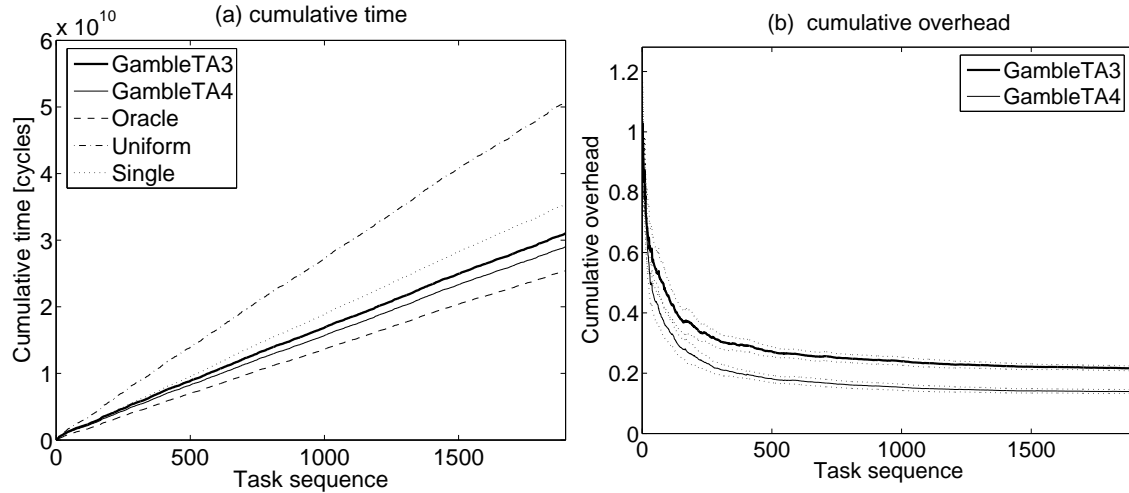 (a) cumulative time
x 10^10
6
5
4
3
2
1
0
0 500 1000 1500
Cumulative time [cycles]
Task sequence
GambleTA3
GambleTA4
Oracle
Uniform
Single
(b) cumulative overhead
1.2
1
0.8
0.6
0.4
0.2
0
0 500 1000 1500
Cumulative overhead
Task sequence
GambleTA3
GambleTA4